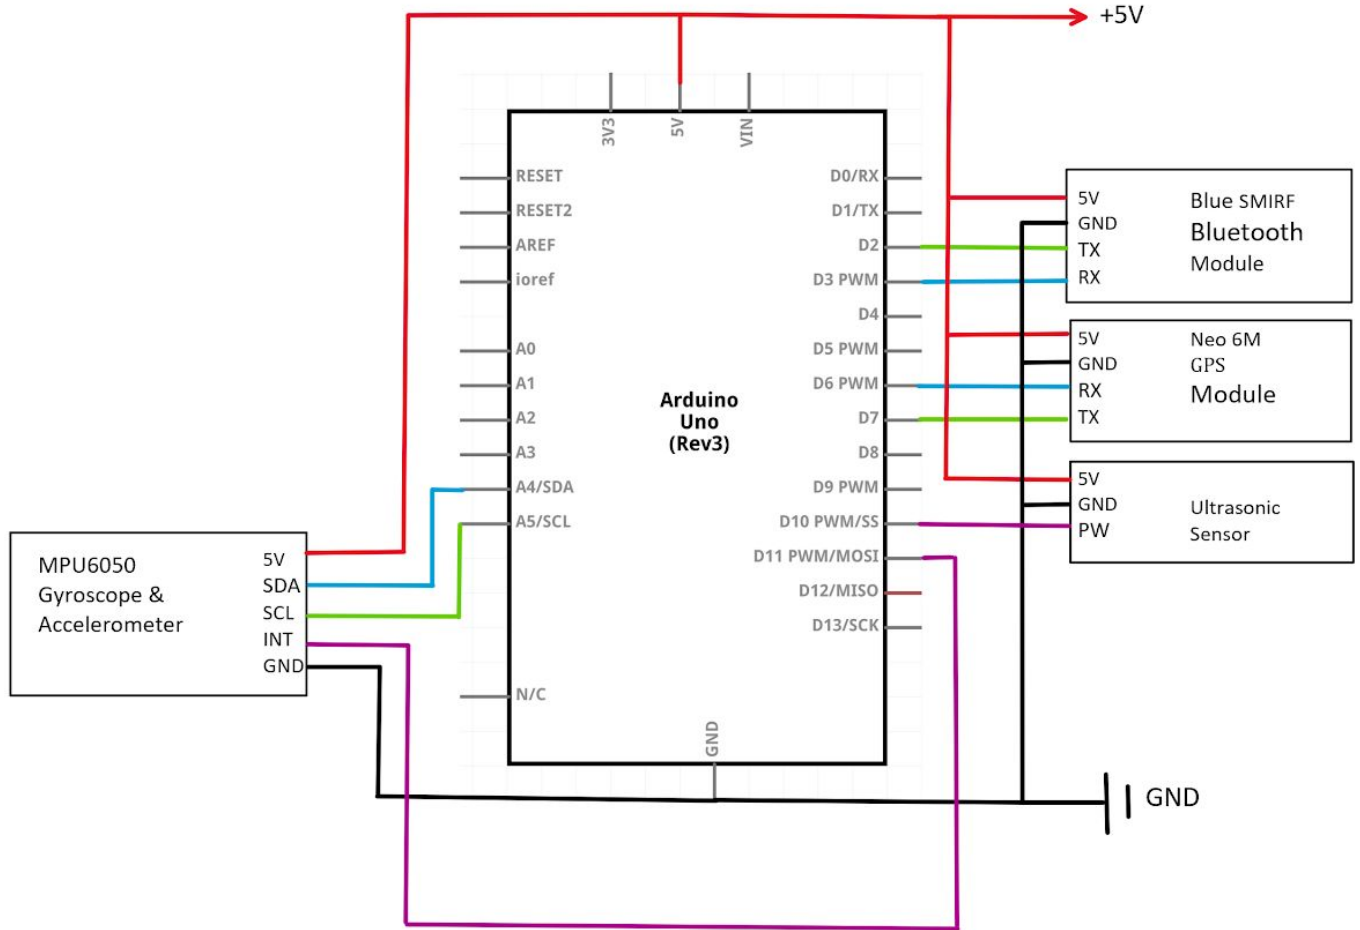 +5V
3V3
5V
VIN
RESET
RESET2
AREF
ioref
A0
A1
A2
A3
A4/SDA
A5/SCL
N/C
Arduino
Uno
(Rev3)
D0/RX
D1/TX
D2
D3 PWM
D4
D5 PWM
D6 PWM
D7
D8
D9 PWM
D10 PWM/SS
D11 PWM/MOSI
D12/MISO
D13/SCK
GND
5V
GND
TX
RX
Blue SMIRF
Bluetooth
Module
5V
GND
RX
TX
Neo 6M
GPS
Module
5V
GND
PW
Ultrasonic
Sensor
MPU6050
Gyroscope &
Accelerometer
5V
SDA
SCL
INT
GND
GND